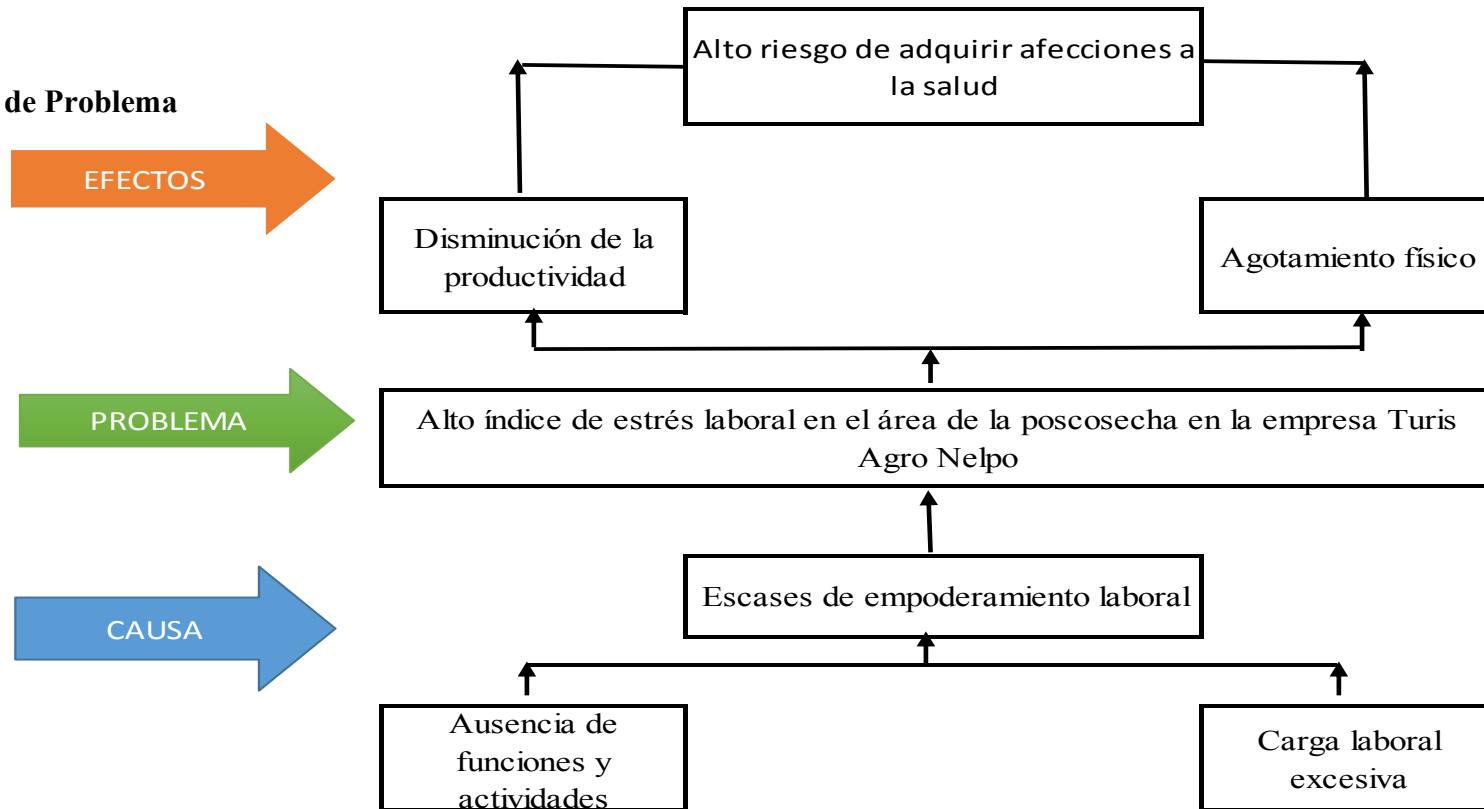 Alto riesgo de adquirir afecciones a
la salud
de Problema
EFECTOS
Disminución de la
productividad
Agotamiento físico
PROBLEMA
Alto índice de estrés laboral en el área de la poscosecha en la empresa Turis
Agro Nelpo
CAUSA
Escases de empoderamiento laboral
Ausencia de
funciones y
actividades
Carga laboral
excesiva